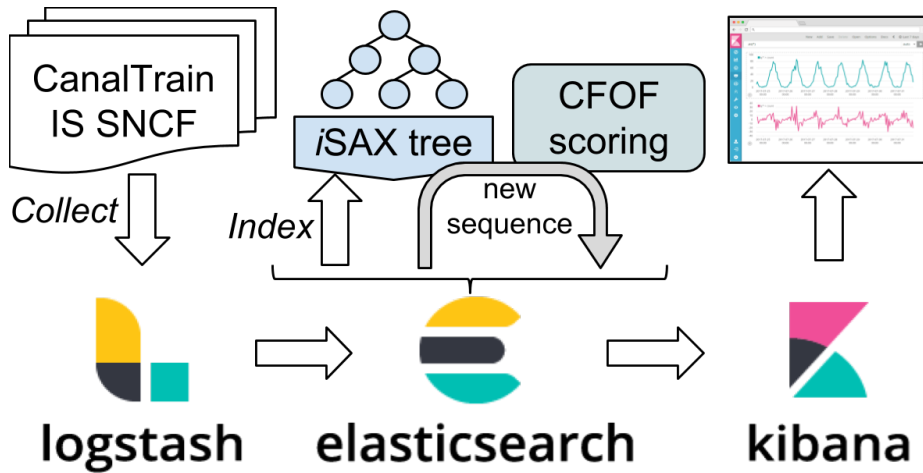 CanalTrain
IS SNCF
iSAX tree
CFOF
scoring
Collect
Index
new
sequence
logstash
elasticsearch
kibana